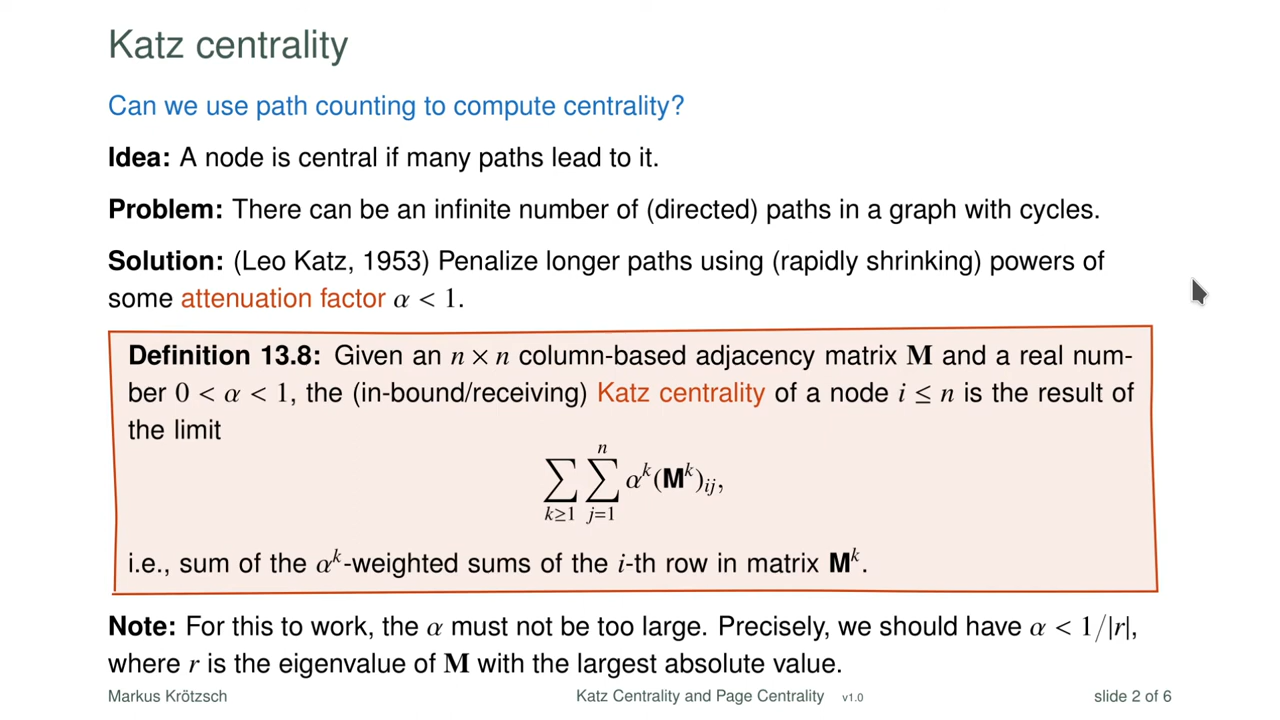 Katz centrality
Can we use path counting to compute centrality?
Idea: A node is central if many paths lead to it.
Problem: There can be an infinite number of (directed) paths in a graph with cycles.
Solution: (Leo Katz, 1953) Penalize longer paths using (rapidly shrinking) powers of
some attenuation factor α < 1.
Definition 13.8: Given an n × n column-based adjacency matrix M and a real num-
ber 0 < α < 1, the (in-bound/receiving) Katz centrality of a node i ≤ n is the result of
the limit
∑_{k≥1} ∑_{j=1}^{n} α^k (M^k)_{ij},
i.e., sum of the α^k-weighted sums of the i-th row in matrix M^k.
Note: For this to work, the α must not be too large. Precisely, we should have α < 1/|r|,
where r is the eigenvalue of M with the largest absolute value.
Markus Krötzsch Katz Centrality and Page Centrality v1.0 slide 2 of 6